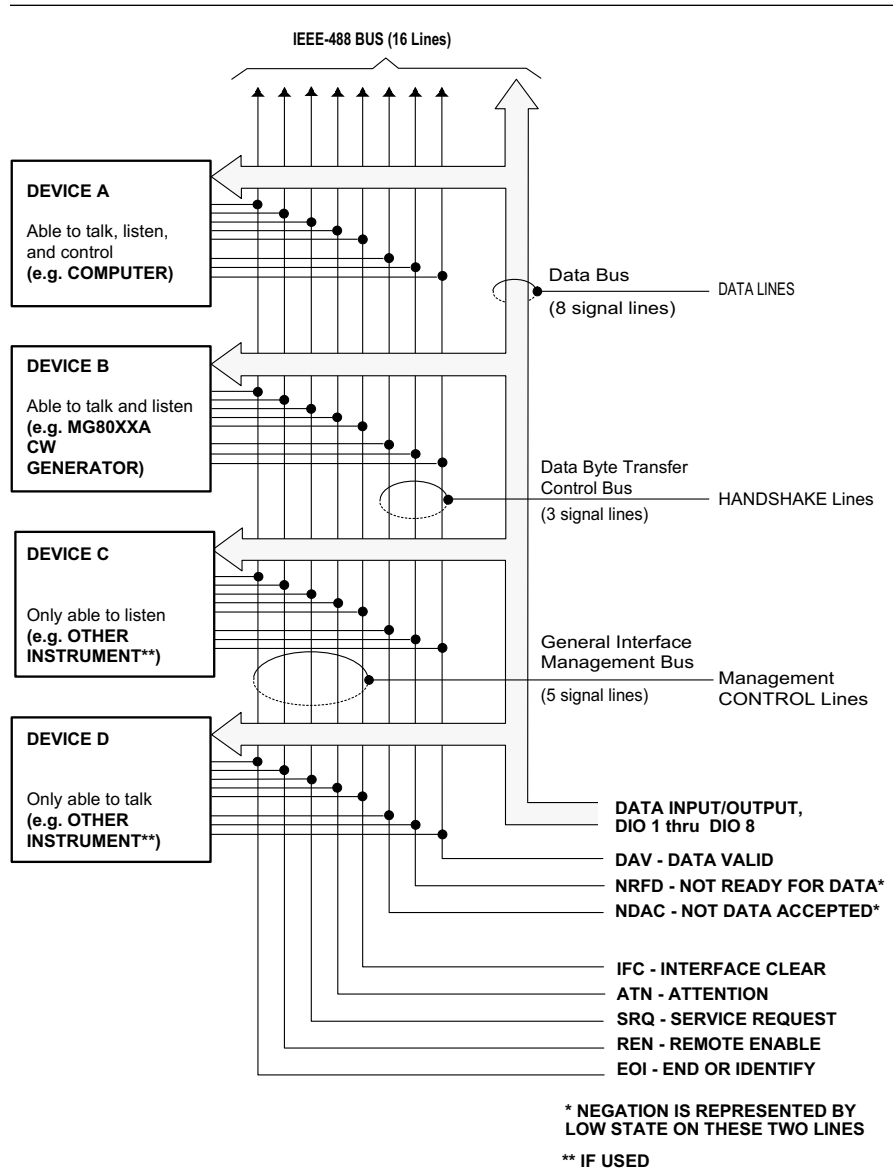 IEEE-488 BUS (16 Lines)
DEVICE A
Able to talk, listen,
and control
(e.g. COMPUTER)
Data Bus
(8 signal lines)
DATA LINES
DEVICE B
Able to talk and listen
(e.g. MG80XXA
CW
GENERATOR)
Data Byte Transfer
Control Bus
(3 signal lines)
HANDSHAKE Lines
DEVICE C
Only able to listen
(e.g. OTHER
INSTRUMENT**)
General Interface
Management Bus
(5 signal lines)
Management
CONTROL Lines
DEVICE D
Only able to talk
(e.g. OTHER
INSTRUMENT**)
DATA INPUT/OUTPUT,
DIO 1 thru DIO 8
DAV - DATA VALID
NRFD - NOT READY FOR DATA*
NDAC - NOT DATA ACCEPTED*
IFC - INTERFACE CLEAR
ATN - ATTENTION
SRQ - SERVICE REQUEST
REN - REMOTE ENABLE
EOI - END OR IDENTIFY
* NEGATION IS REPRESENTED BY
LOW STATE ON THESE TWO LINES
** IF USED